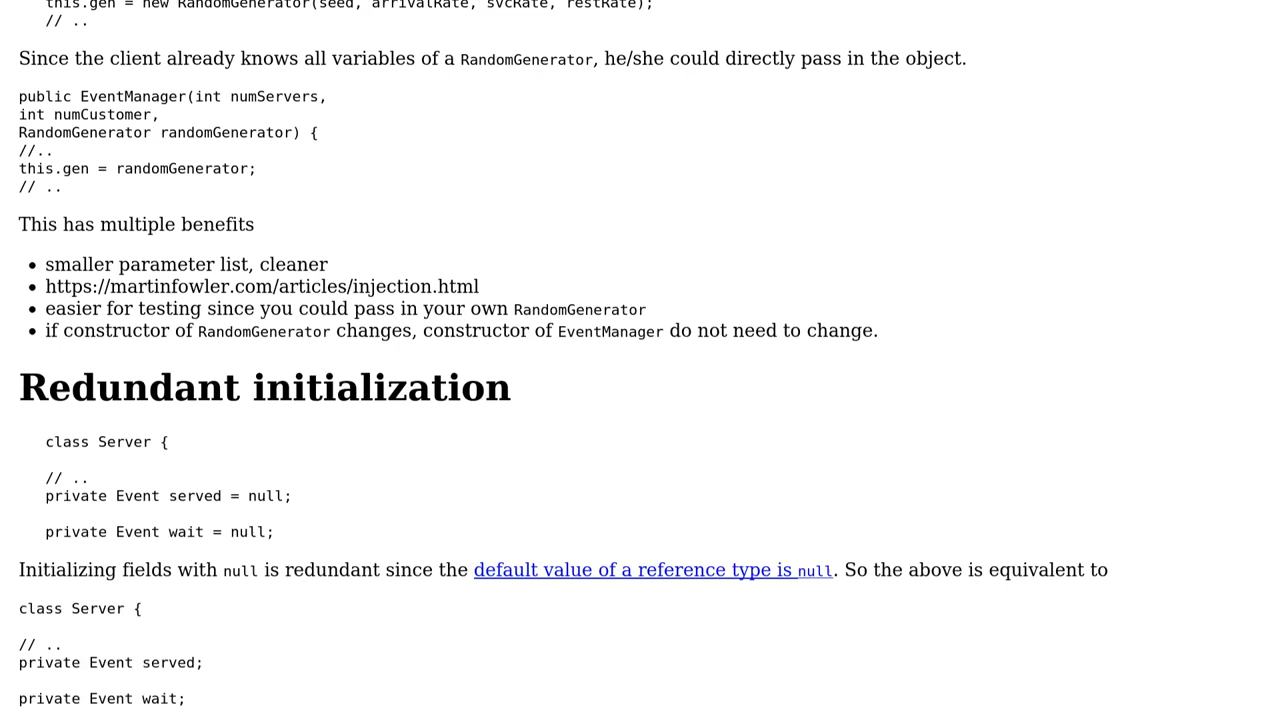 this.gen = new RandomGenerator(seed, arrivalRate, svcRate, restRate);
// ..
Since the client already knows all variables of a RandomGenerator, he/she could directly pass in the object.
public EventManager(int numServers,
int numCustomer,
RandomGenerator randomGenerator) {
//..
this.gen = randomGenerator;
// ..
This has multiple benefits
• smaller parameter list, cleaner
• https://martinfowler.com/articles/injection.html
• easier for testing since you could pass in your own RandomGenerator
• if constructor of RandomGenerator changes, constructor of EventManager do not need to change.
Redundant initialization
class Server {
// ..
private Event served = null;
private Event wait = null;
Initializing fields with null is redundant since the default value of a reference type is null. So the above is equivalent to
class Server {
// ..
private Event served;
private Event wait;